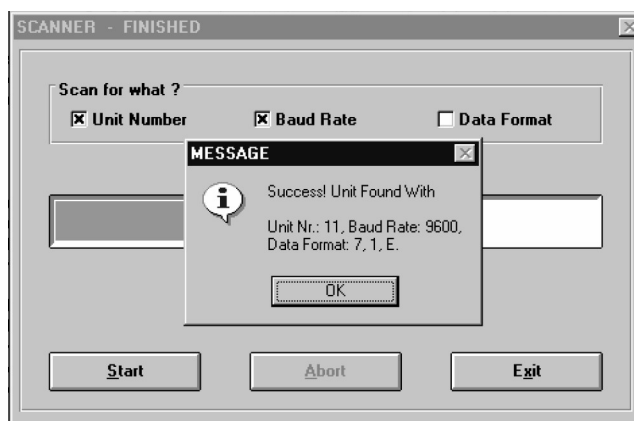 SCANNER - FINISHED
Scan for what ?
Unit Number Baud Rate Data Format
MESSAGE
Success! Unit Found With
Unit Nr.: 11, Baud Rate: 9600,
Data Format: 7, 1, E.
OK
Start Abort Exit